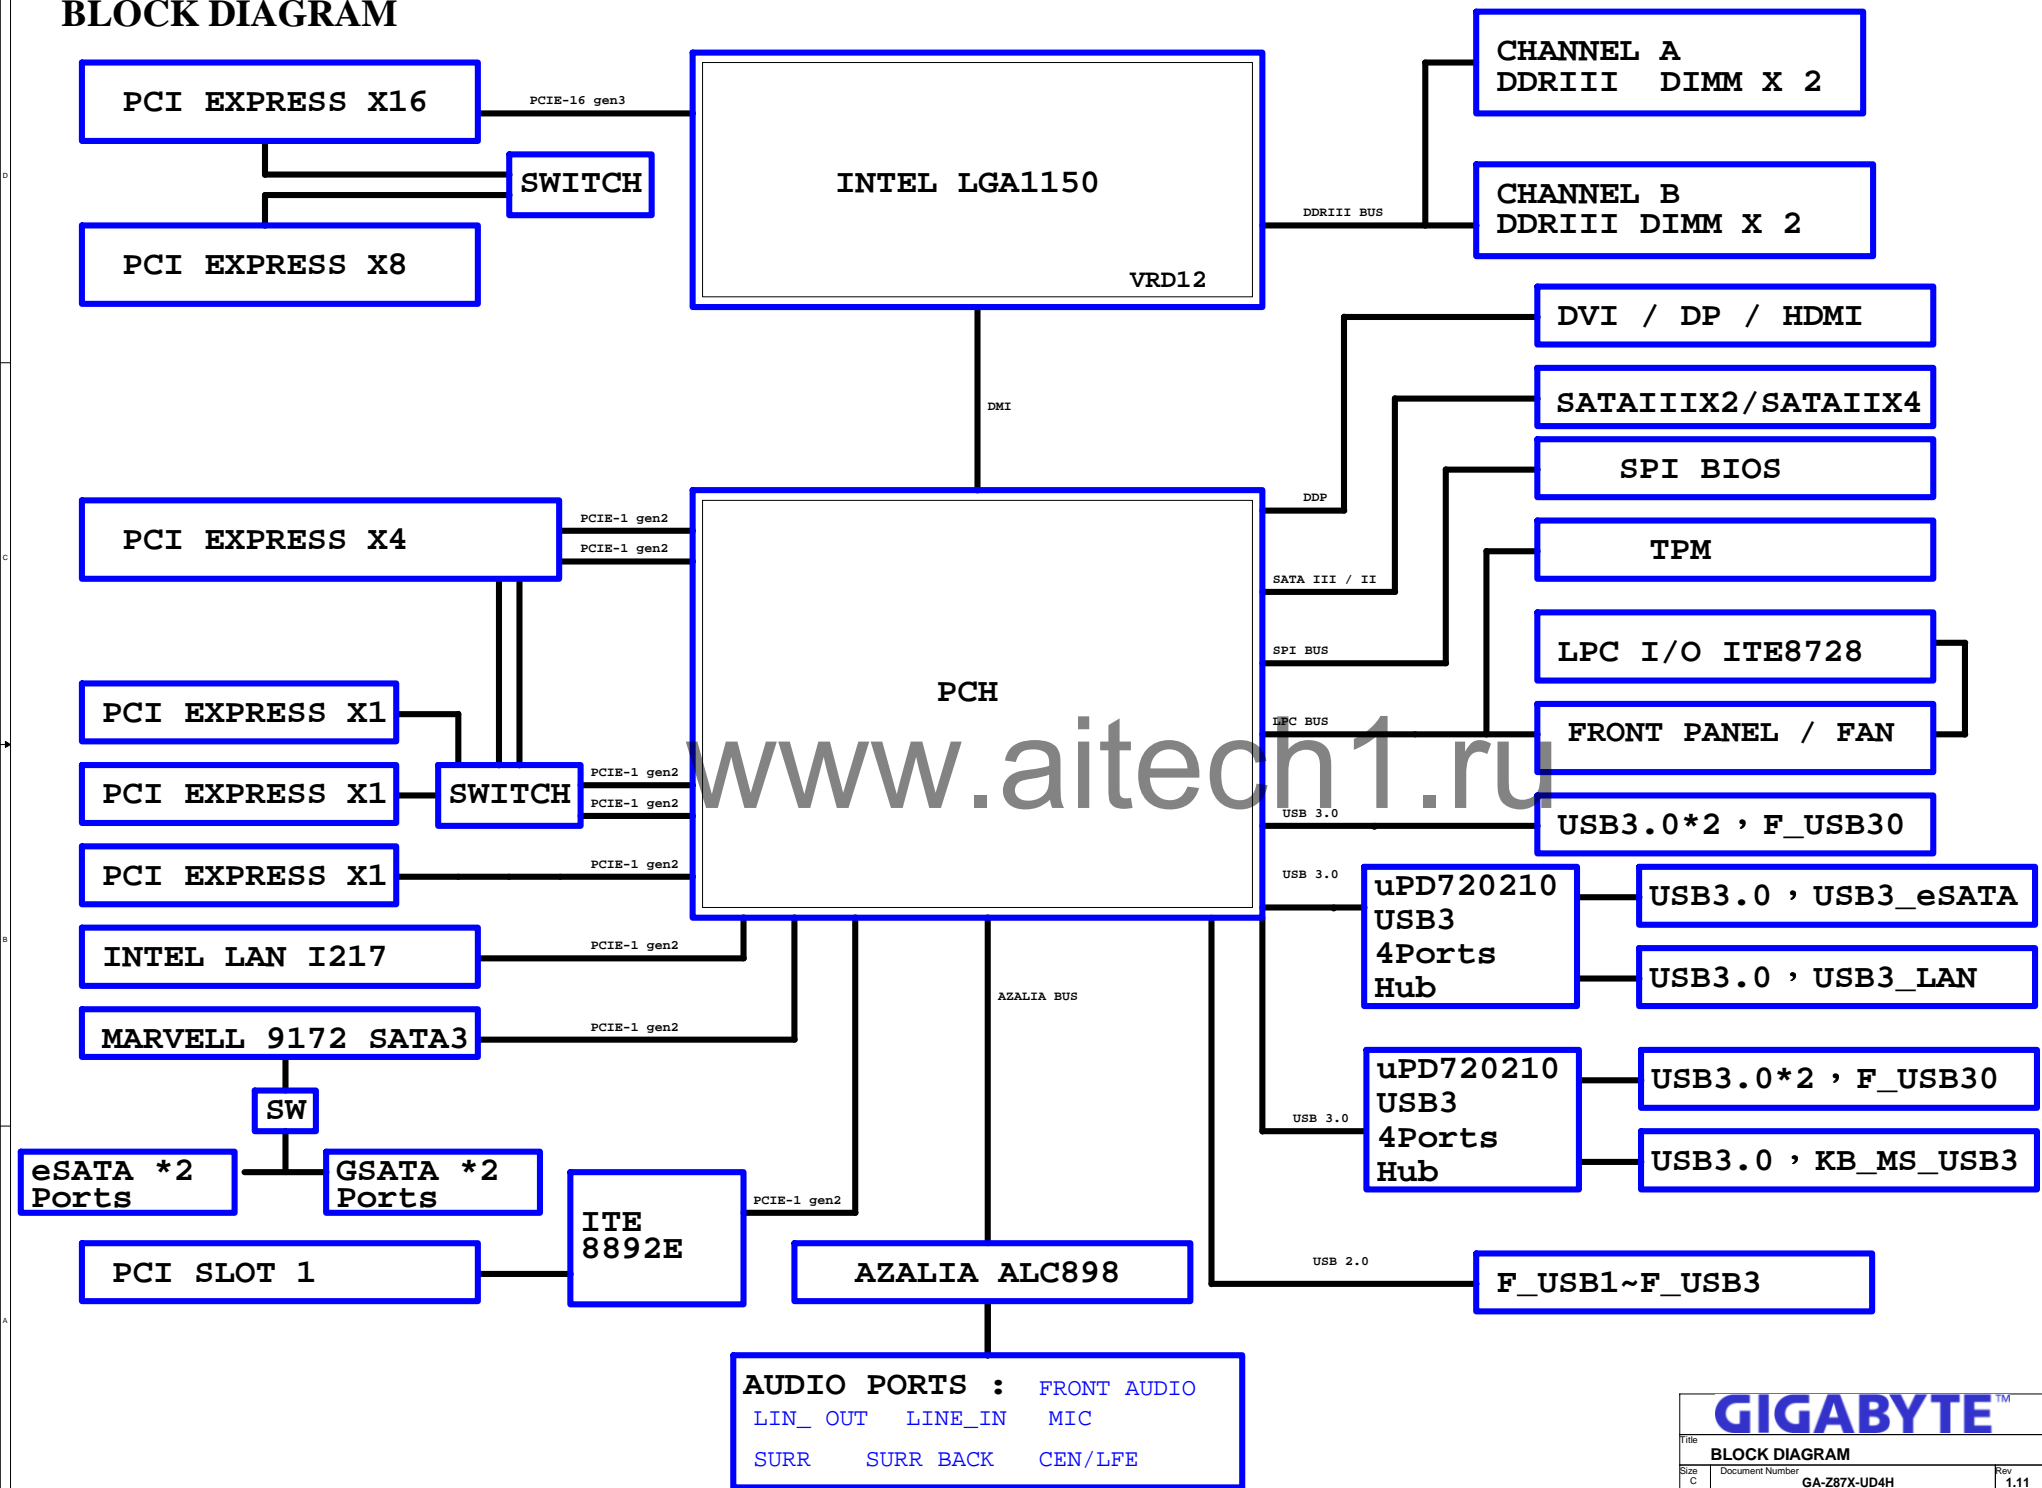 BLOCK DIAGRAM
PCI EXPRESS X16
PCIE-16 gen3
SWITCH
PCI EXPRESS X8
INTEL LGA1150
VRD12
DDRIII BUS
CHANNEL A
DDRIII DIMM X 2
CHANNEL B
DDRIII DIMM X 2
DMI
DVI / DP / HDMI
SATAIIIX2/SATAIIX4
SPI BIOS
TPM
LPC I/O ITE8728
FRONT PANEL / FAN
USB3.0*2，F_USB30
DDP
SATA III / II
SPI BUS
LPC BUS
USB 3.0
USB 3.0
PCH
www.aitech1.ru
PCI EXPRESS X4
PCIE-1 gen2
PCIE-1 gen2
PCI EXPRESS X1
PCI EXPRESS X1
SWITCH
PCIE-1 gen2
PCIE-1 gen2
PCI EXPRESS X1
PCIE-1 gen2
INTEL LAN I217
PCIE-1 gen2
MARVELL 9172 SATA3
PCIE-1 gen2
SW
eSATA *2
Ports
GSATA *2
Ports
ITE
8892E
PCIE-1 gen2
PCI SLOT 1
AZALIA BUS
AZALIA ALC898
AUDIO PORTS :
FRONT AUDIO
LIN_ OUT
LINE_IN
MIC
SURR
SURR BACK
CEN/LFE
uPD720210
USB3
4Ports
Hub
USB3.0，USB3_eSATA
USB3.0，USB3_LAN
USB 3.0
uPD720210
USB3
4Ports
Hub
USB3.0*2，F_USB30
USB3.0，KB_MS_USB3
USB 2.0
F_USB1~F_USB3
D
C
B
A
GIGABYTE™
Title
BLOCK DIAGRAM
Size
C
Document Number
GA-Z87X-UD4H
Rev
1.11